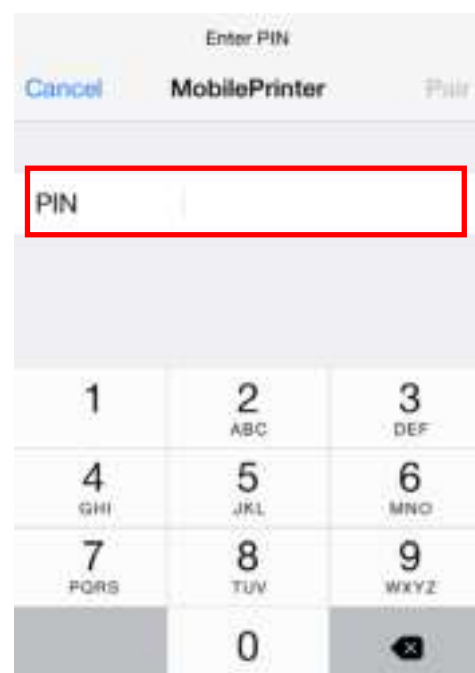 Enter PIN
Cancel MobilePrinter Pair
PIN
1 2 3
ABC DEF
4 5 6
GHI JKL MNO
7 8 9
PQRS TUV WXYZ
0